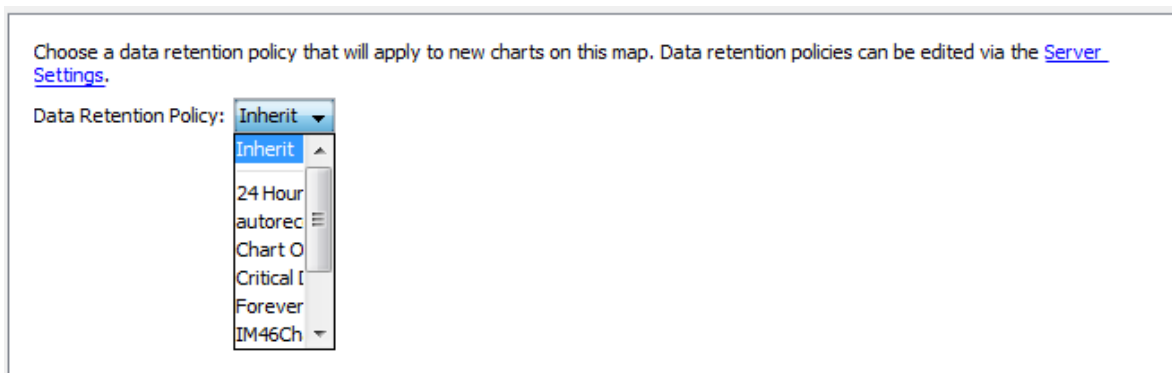 Choose a data retention policy that will apply to new charts on this map. Data retention policies can be edited via the Server
Settings.
Data Retention Policy: Inherit
Inherit
24 Hour
autorec
Chart O
Critical
Forever
IM46Ch